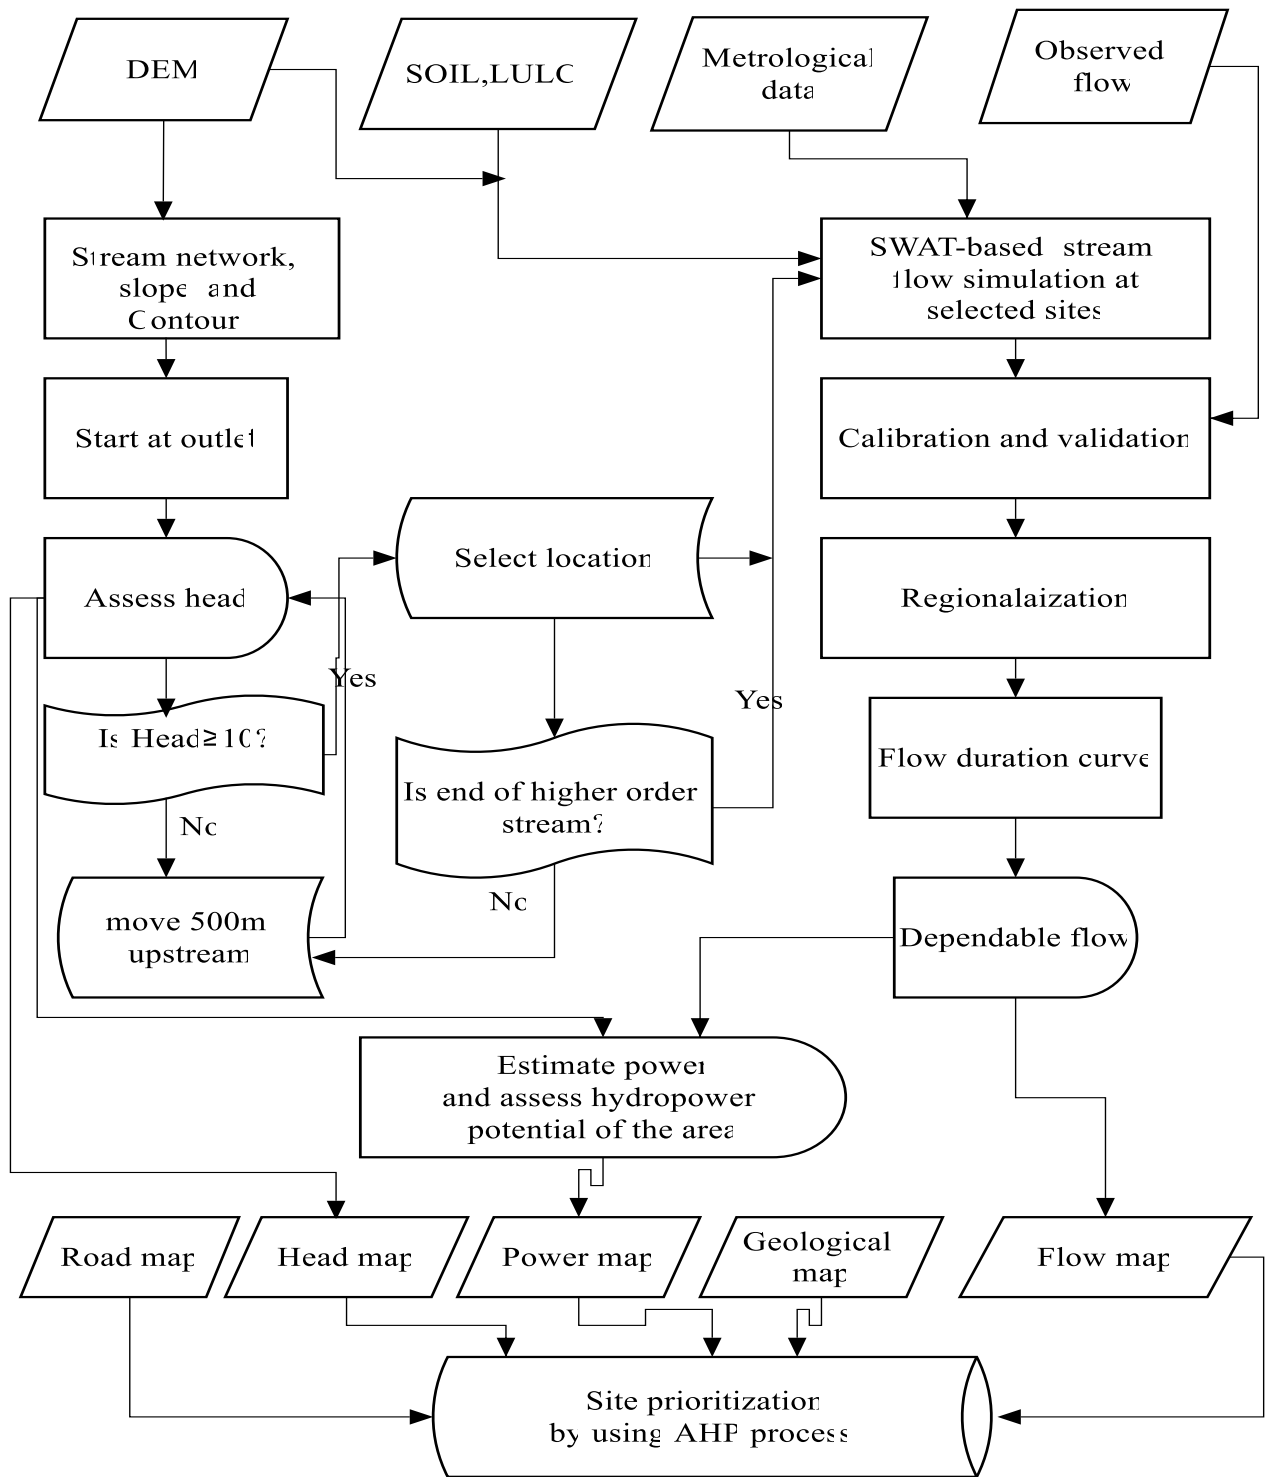 DEM
SOIL,LULC
Metrological
data
Observed
flow
Stream network,
slope and
Contour
SWAT-based stream
flow simulation at
selected sites
Start at outlet
Calibration and validation
Select location
Assess head
Regionalaization
Yes
Yes
Is Head≥10?
Flow duration curve
Is end of higher order
stream?
No
No
move 500m
upstream
Dependable flow
Estimate power
and assess hydropower
potential of the area
Road map
Head map
Power map
Geological
map
Flow map
Site prioritization
by using AHP process